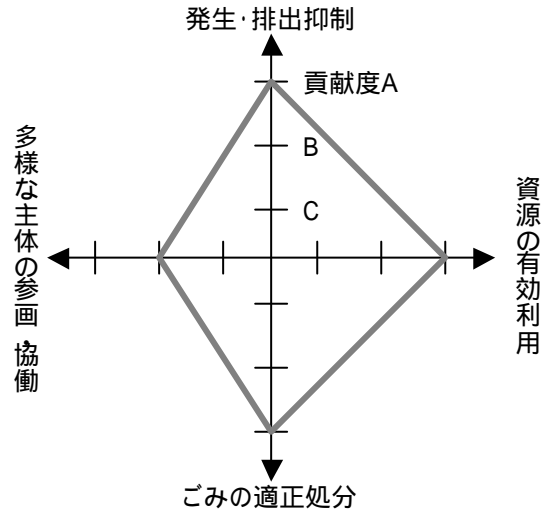 発生･排出抑制
貢献度A
B
C
多様な主体の参画､協働
資源の有効利用
ごみの適正処分